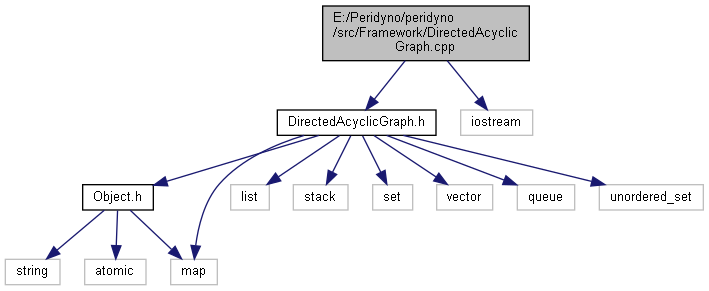 E:/Peridyno/peridyno
/src/Framework/DirectedAcyclic
Graph.cpp
DirectedAcyclicGraph.h
iostream
Object.h
list
stack
set
vector
queue
unordered_set
string
atomic
map